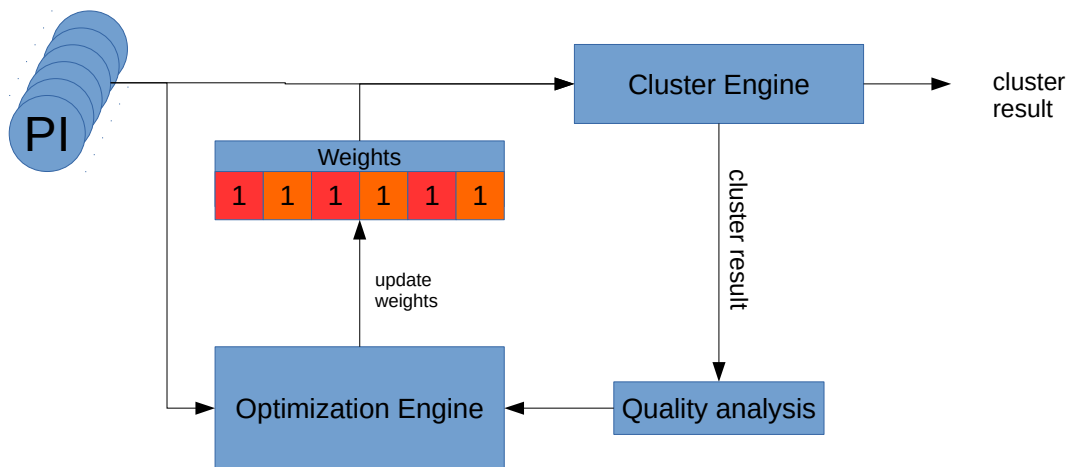 PI
Cluster Engine
cluster
result
Weights
1 1 1 1 1 1
cluster result
update
weights
Optimization Engine
Quality analysis